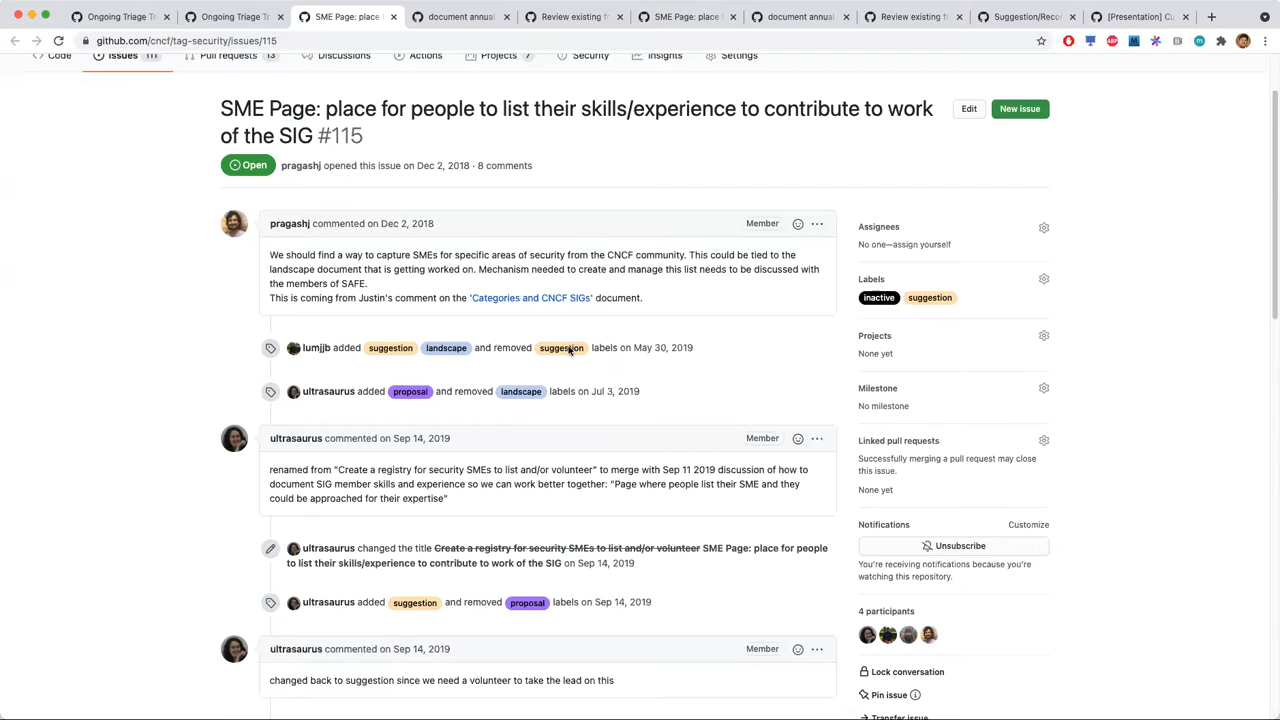 Ongoing Triage Tr
Ongoing Triage Tr
SME Page: place f
document annual
Review existing fr
SME Page: place f
document annual
Review existing fr
Suggestion/Reco
[Presentation] Cu
github.com/cncf/tag-security/issues/115
Code
Issues 111
Pull requests 13
Discussions
Actions
Projects 7
Security
Insights
Settings
SME Page: place for people to list their skills/experience to contribute to work
of the SIG #115
Edit
New issue
Open
pragashj opened this issue on Dec 2, 2018 · 8 comments
pragashj commented on Dec 2, 2018
Member
We should find a way to capture SMEs for specific areas of security from the CNCF community. This could be tied to the
landscape document that is getting worked on. Mechanism needed to create and manage this list needs to be discussed with
the members of SAFE.
This is coming from Justin's comment on the 'Categories and CNCF SIGs' document.
lumjjb added suggestion landscape and removed suggestion labels on May 30, 2019
ultrasaurus added proposal and removed landscape labels on Jul 3, 2019
ultrasaurus commented on Sep 14, 2019
Member
renamed from "Create a registry for security SMEs to list and/or volunteer" to merge with Sep 11 2019 discussion of how to
document SIG member skills and experience so we can work better together: "Page where people list their SME and they
could be approached for their expertise"
ultrasaurus changed the title Create a registry for security SMEs to list and/or volunteer SME Page: place for people
to list their skills/experience to contribute to work of the SIG on Sep 14, 2019
ultrasaurus added suggestion and removed proposal labels on Sep 14, 2019
ultrasaurus commented on Sep 14, 2019
Member
changed back to suggestion since we need a volunteer to take the lead on this
Assignees
No one—assign yourself
Labels
inactive suggestion
Projects
None yet
Milestone
No milestone
Linked pull requests
Successfully merging a pull request may close
this issue.
None yet
Notifications
Customize
Unsubscribe
You're receiving notifications because you're
watching this repository.
4 participants
Lock conversation
Pin issue
Transfer issue